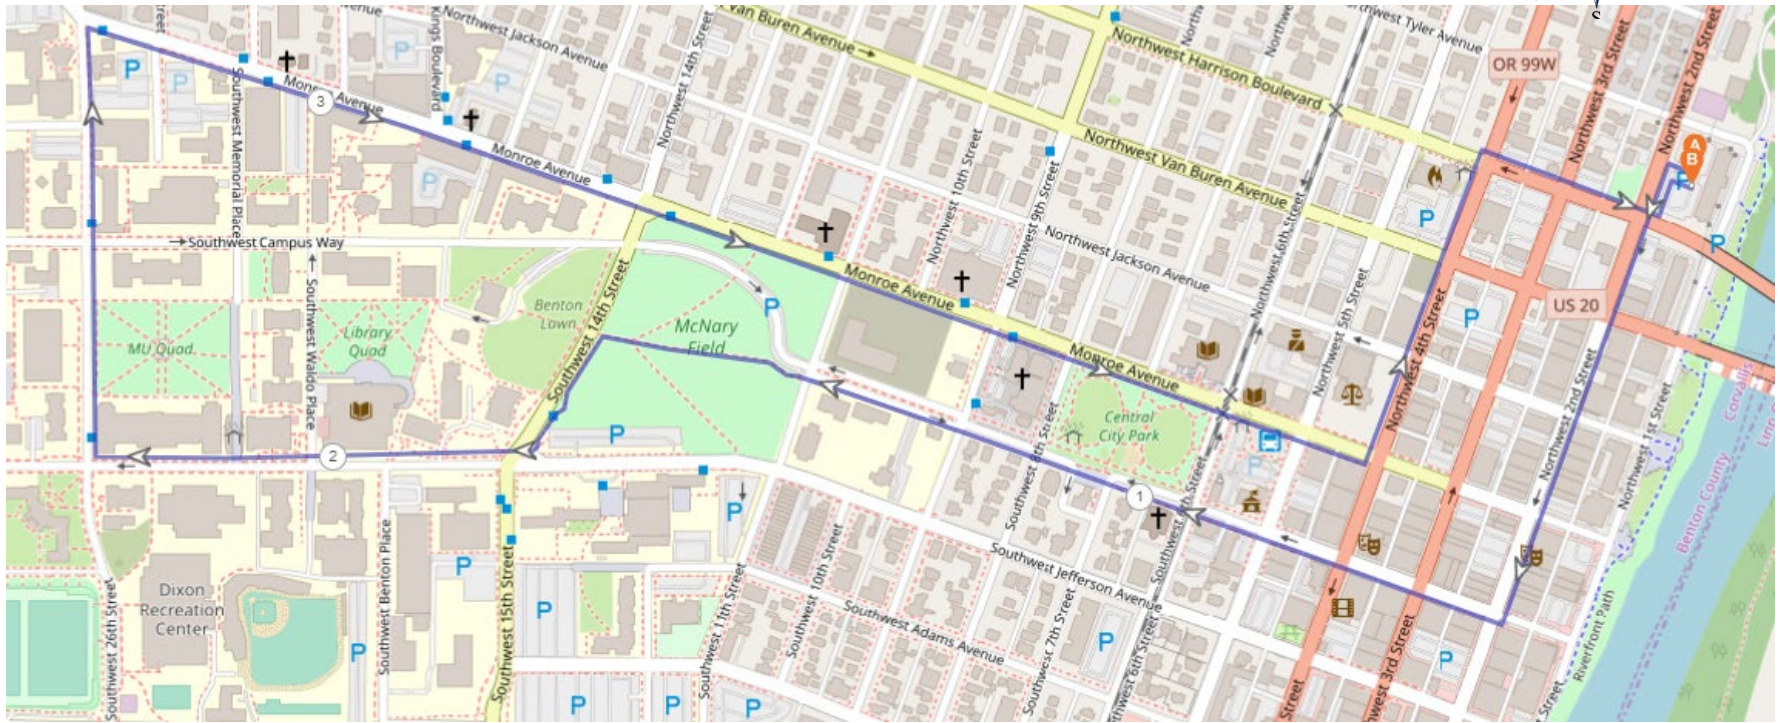 S
Van Buren Avenue
Northwest Jackson Avenue
Kings Boulevard
Northwest 14th Street
Northwest Harrison Boulevard
Northwest Tyler Avenue
OR 99W
Northwest 3rd Street
Northwest 2nd Street
A
B
P
P
P
P
Southwest Memorial Place
3
Monroe Avenue
Monroe Avenue
Northwest 10th Street
Northwest 9th Street
Northwest Van Buren Avenue
Northwest 6th Street
P
P
Southwest Campus Way
Northwest Jackson Avenue
Monroe Avenue
Northwest 5th Street
Northwest 4th Street
US 20
P
P
MU Quad
Southwest Waldo Place
Library
Quad
Benton
Lawn
Southwest 14th Street
McNary
Field
Monroe Avenue
Northwest 2nd Street
Northwest 1st Street
Corvallis
Benton County
Central
City Park
P
P
2
1
Southwest 8th Street
Southwest Jefferson Avenue
P
Southwest 26th Street
Dixon
Recreation
Center
Southwest Benton Place
P
P
P
Southwest 15th Street
Southwest 11th Street
Southwest 10th Street
Southwest Adams Avenue
Southwest 7th Street
P
P
Riverfront Path
P
P
P